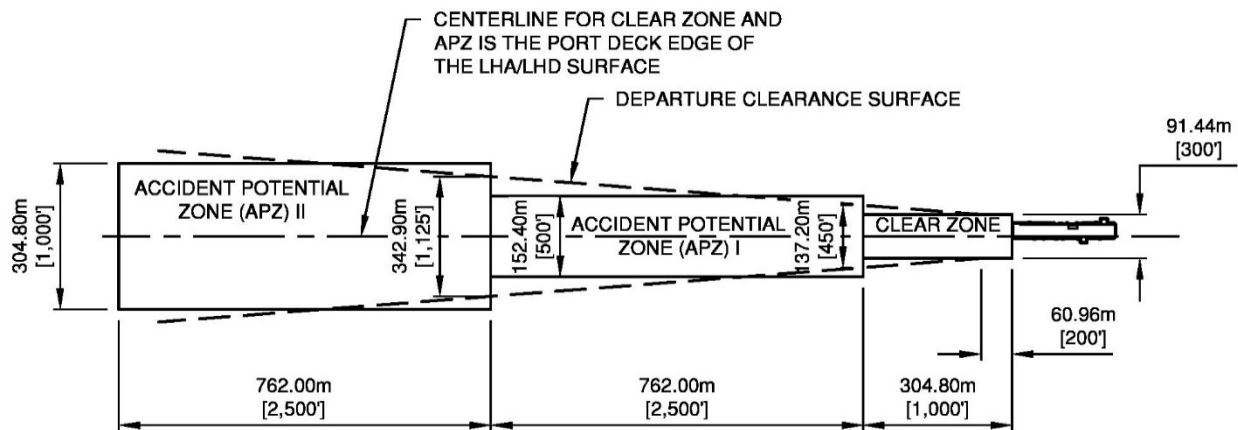 CENTERLINE FOR CLEAR ZONE AND
APZ IS THE PORT DECK EDGE OF
THE LHA/LHD SURFACE
DEPARTURE CLEARANCE SURFACE
91.44m
[300']
304.80m
[1,000']
ACCIDENT POTENTIAL
ZONE (APZ) II
342.90m
[1,125']
152.40m
[500']
ACCIDENT POTENTIAL
ZONE (APZ) I
137.20m
[450']
CLEAR ZONE
60.96m
[200']
762.00m
[2,500']
762.00m
[2,500']
304.80m
[1,000']